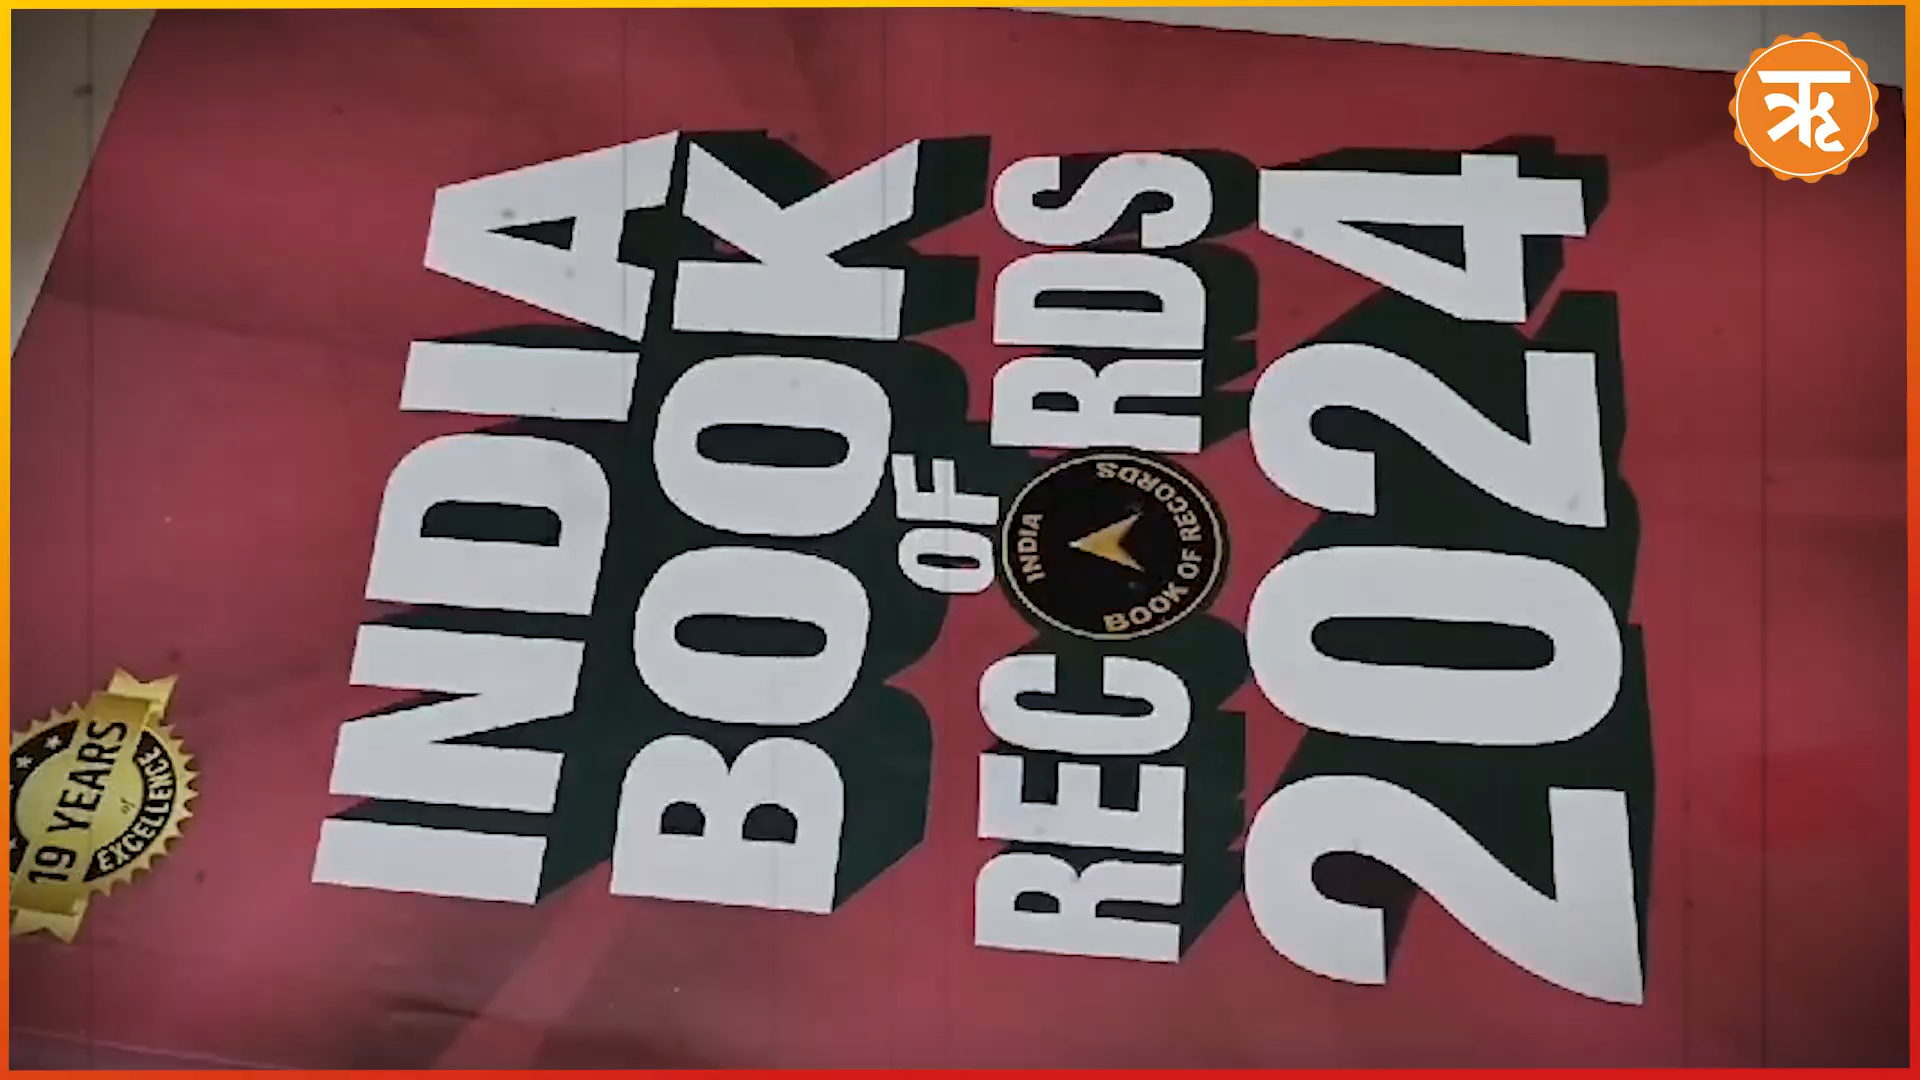 INDIA
BOOK
OF
RECORDS
2024
INDIA
BOOK OF RECORDS
19 YEARS
of
EXCELLENCE
ऋ